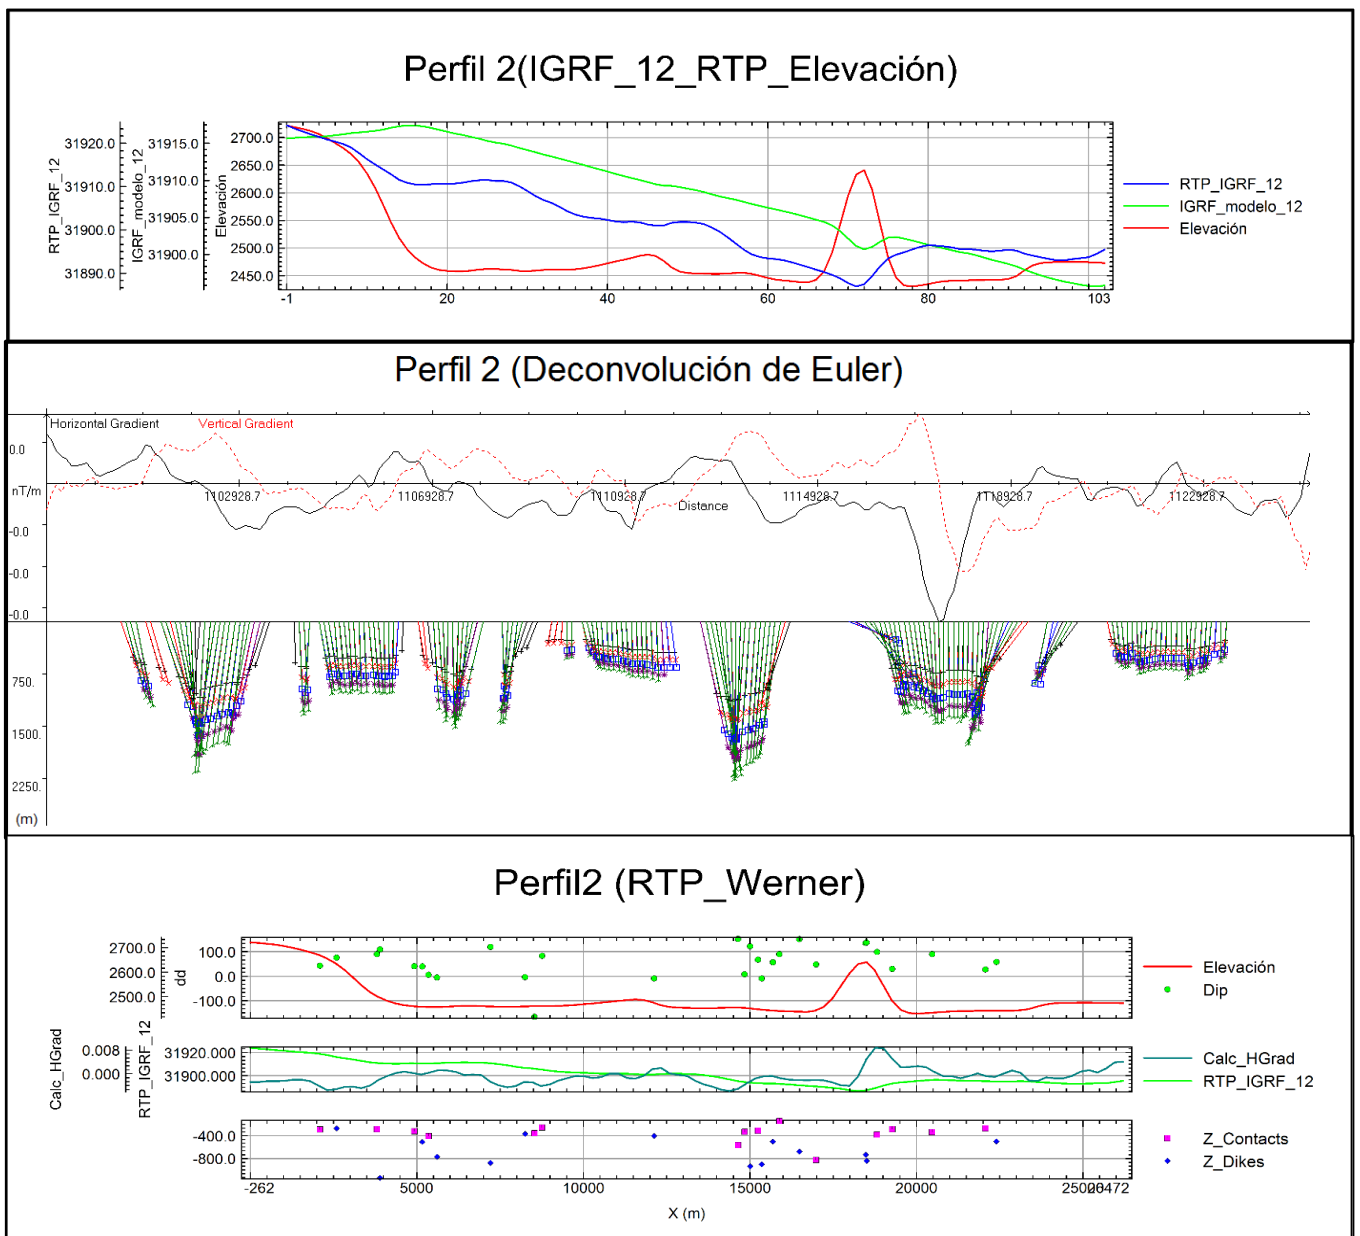 Perfil 2(IGRF_12_RTP_Elevación)
RTP_IGRF_12
31920.0
31910.0
31900.0
31890.0
IGRF_modelo_12
31915.0
31910.0
31905.0
31900.0
Elevación
2700.0
2650.0
2600.0
2550.0
2500.0
2450.0
-1 20 40 60 80 103
RTP_IGRF_12
IGRF_modelo_12
Elevación
Perfil 2 (Deconvolución de Euler)
Horizontal Gradient Vertical Gradient
0.0
nT/m
-0.0
-0.0
-0.0
1102928.7 1106928.7 1110928.7 1114928.7 1118928.7 1122928.7
Distance
750.
1500.
2250.
(m)
Perfil2 (RTP_Werner)
2700.0
2600.0
2500.0
dd
100.0
0.0
-100.0
Elevación
Dip
Calc_HGrad
0.008
0.000
RTP_IGRF_12
31920.000
31900.000
Calc_HGrad
RTP_IGRF_12
-400.0
-800.0
Z_Contacts
Z_Dikes
-262 5000 10000 15000 20000 25000 26472
X (m)